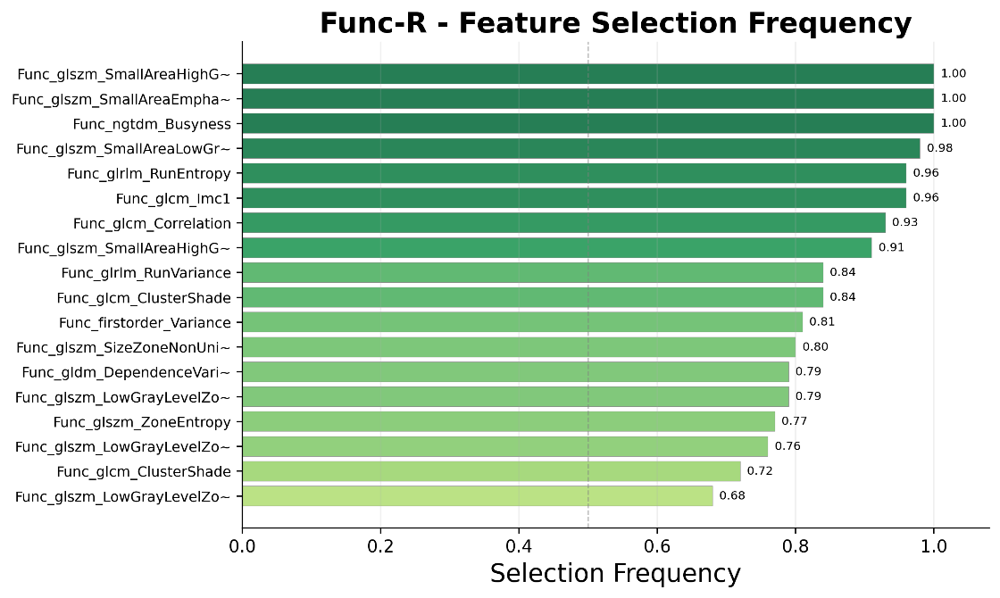 Func-R - Feature Selection Frequency
Func_glszm_SmallAreaHighG~ 1.00
Func_glszm_SmallAreaEmpha~ 1.00
Func_ngtdm_Busyness 1.00
Func_glszm_SmallAreaLowGr~ 0.98
Func_glrlm_RunEntropy 0.96
Func_glcm_Imc1 0.96
Func_glcm_Correlation 0.93
Func_glszm_SmallAreaHighG~ 0.91
Func_glrlm_RunVariance 0.84
Func_glcm_ClusterShade 0.84
Func_firstorder_Variance 0.81
Func_glszm_SizeZoneNonUni~ 0.80
Func_gldm_DependenceVari~ 0.79
Func_glszm_LowGrayLevelZo~ 0.79
Func_glszm_ZoneEntropy 0.77
Func_glszm_LowGrayLevelZo~ 0.76
Func_glcm_ClusterShade 0.72
Func_glszm_LowGrayLevelZo~ 0.68
0.0 0.2 0.4 0.6 0.8 1.0
Selection Frequency